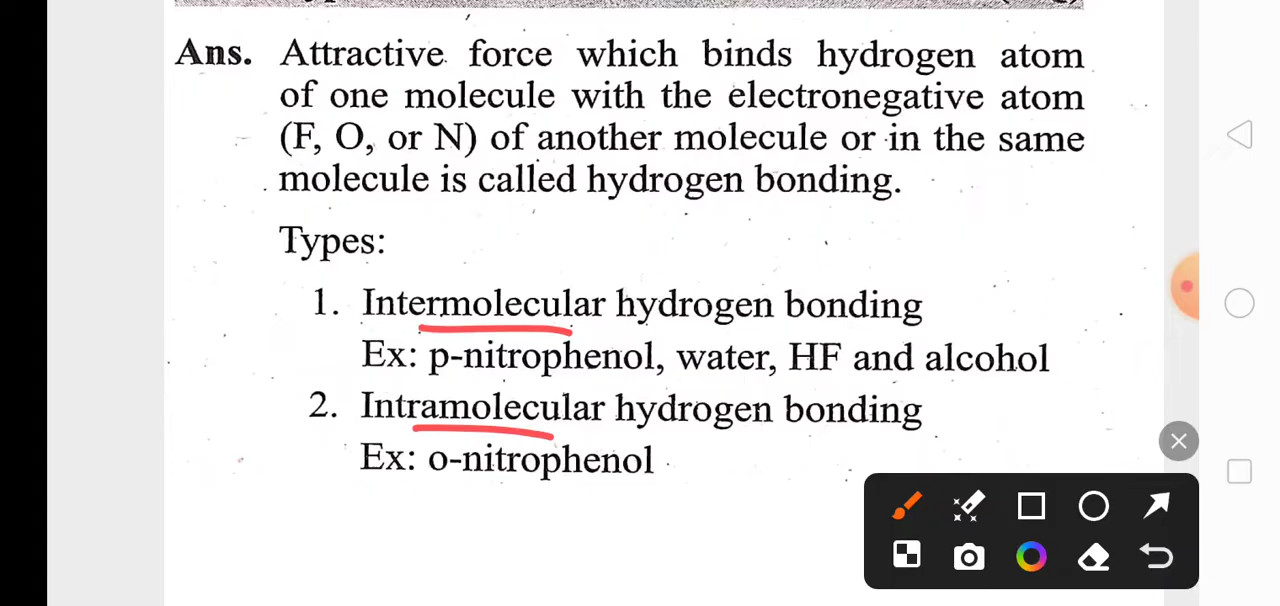 Ans. Attractive force which binds hydrogen atom
of one molecule with the electronegative atom
(F, O, or N) of another molecule or in the same
molecule is called hydrogen bonding.
Types:
1. Intermolecular hydrogen bonding
Ex: p-nitrophenol, water, HF and alcohol
2. Intramolecular hydrogen bonding
Ex: o-nitrophenol